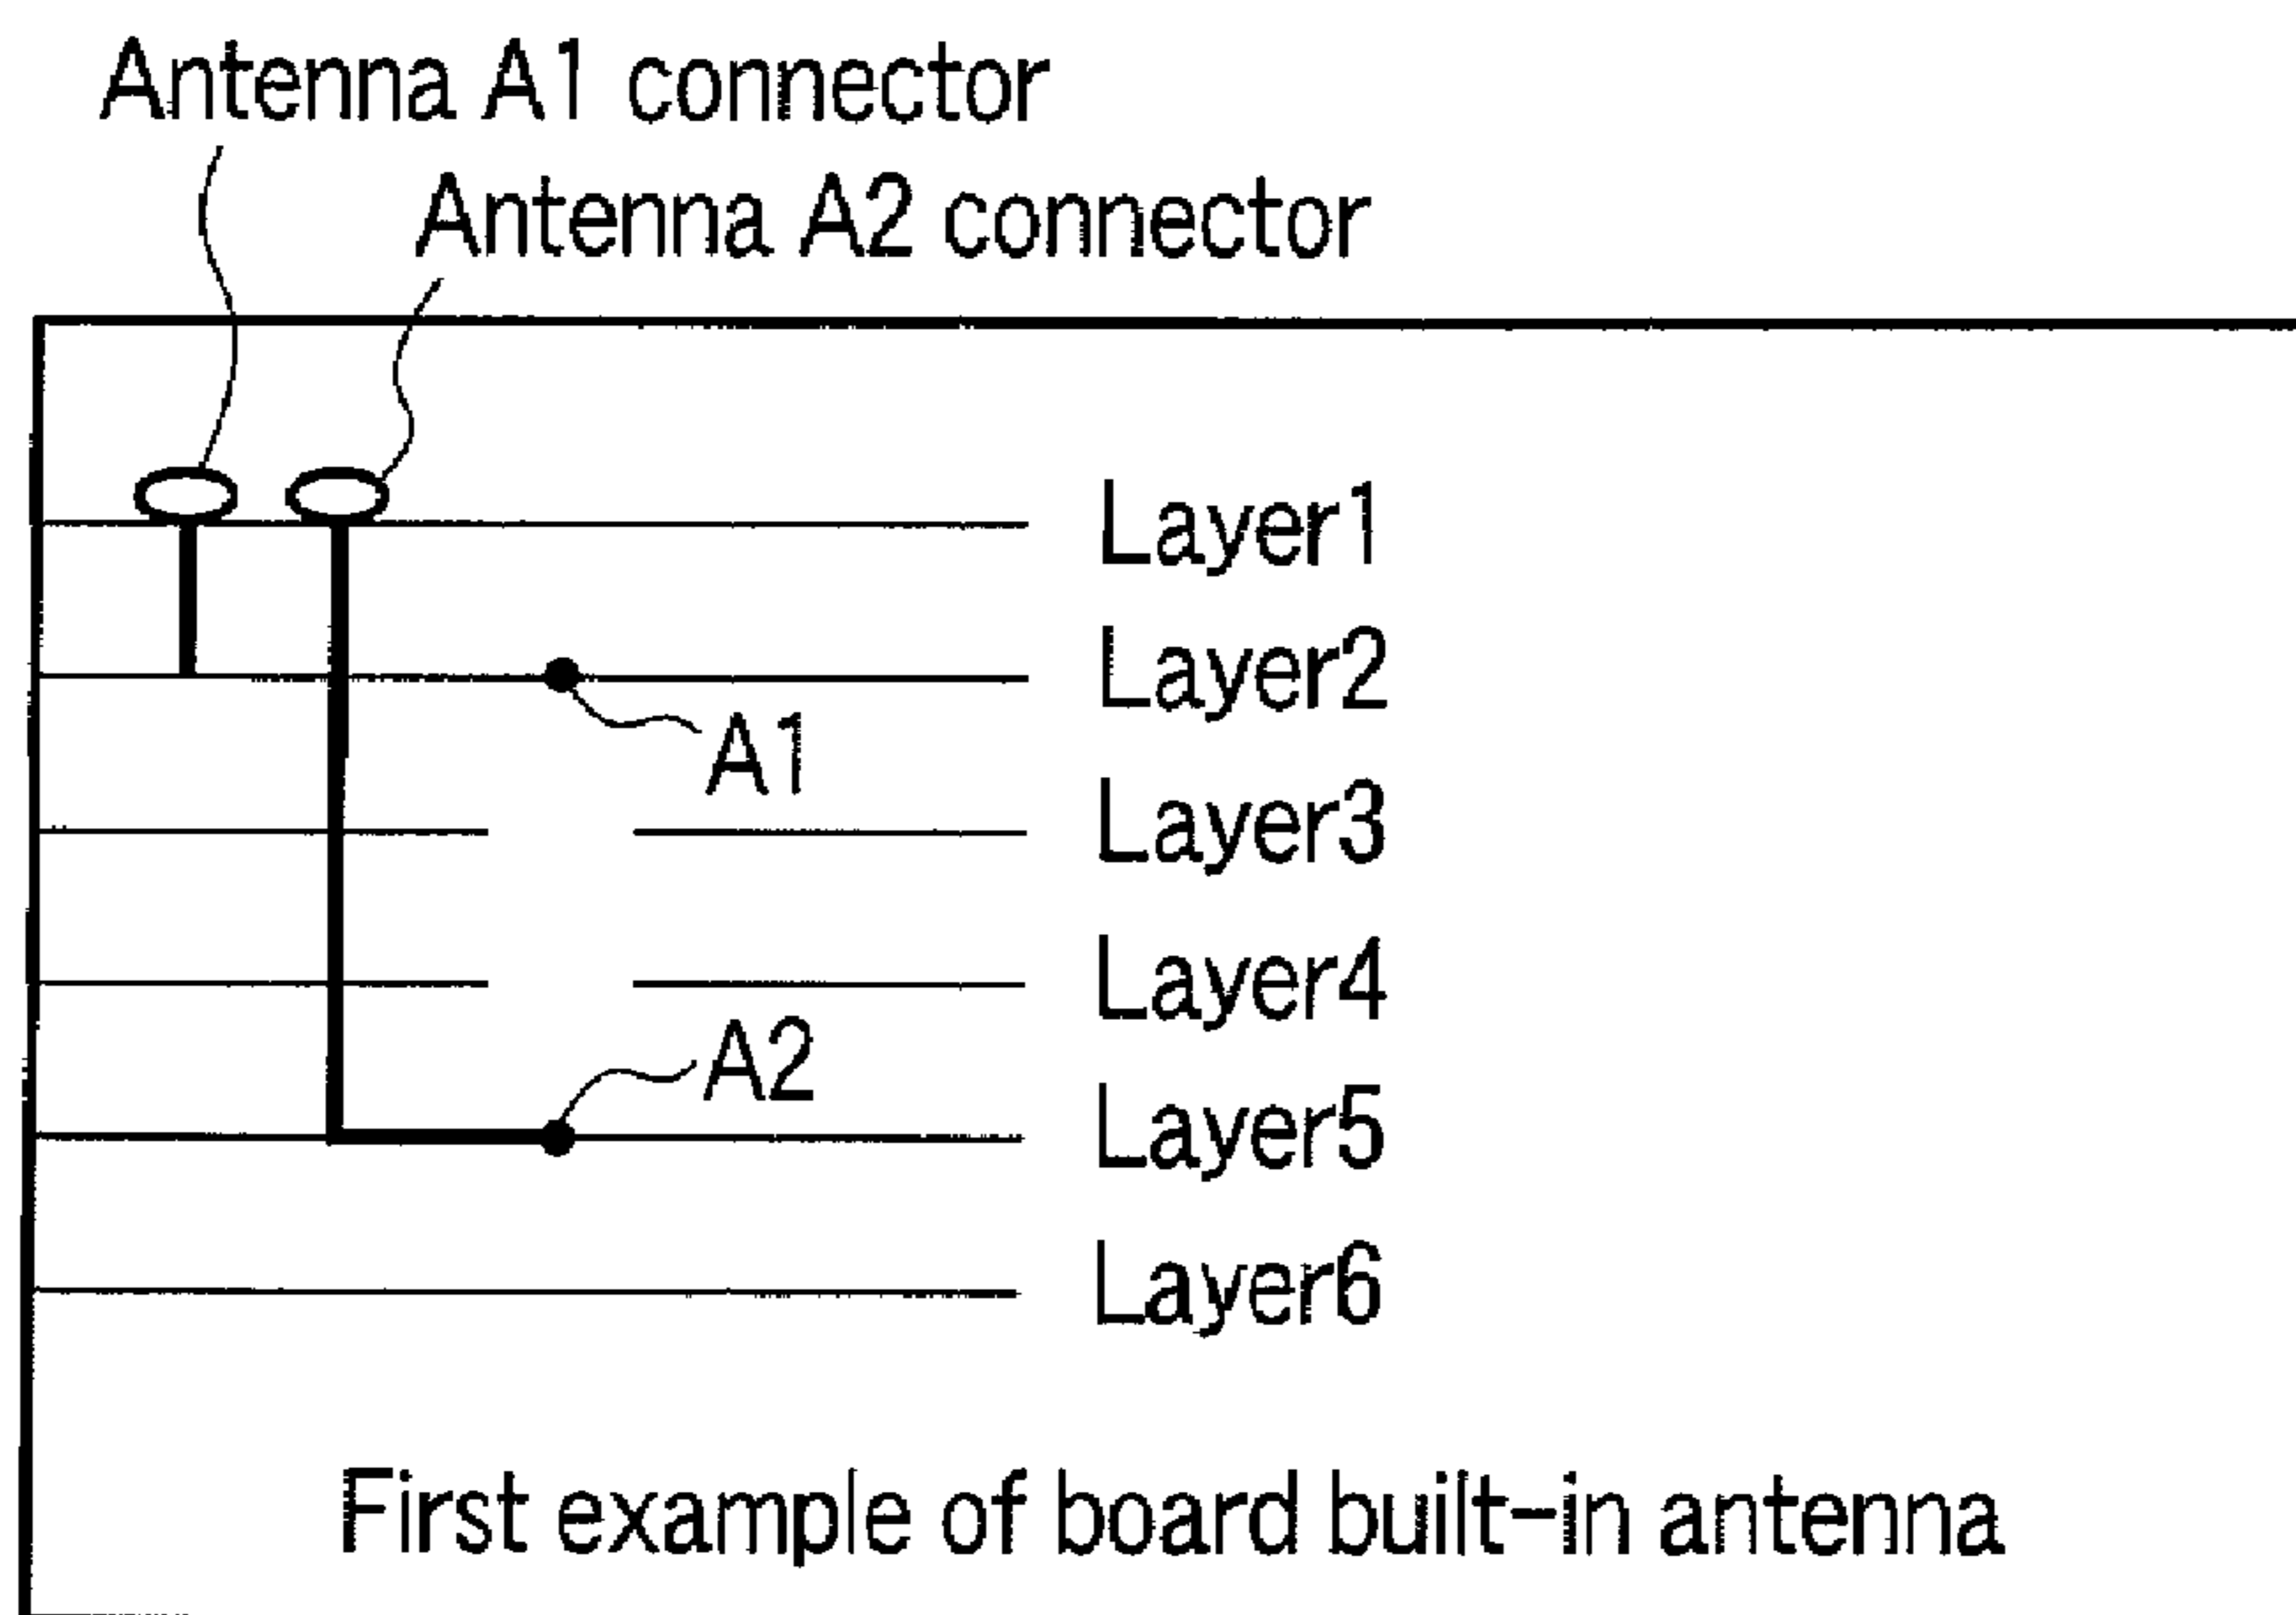 Antenna A1 connector
Antenna A2 connector
Layer1
Layer2
A1
Layer3
Layer4
A2
Layer5
Layer6
First example of board built-in antenna